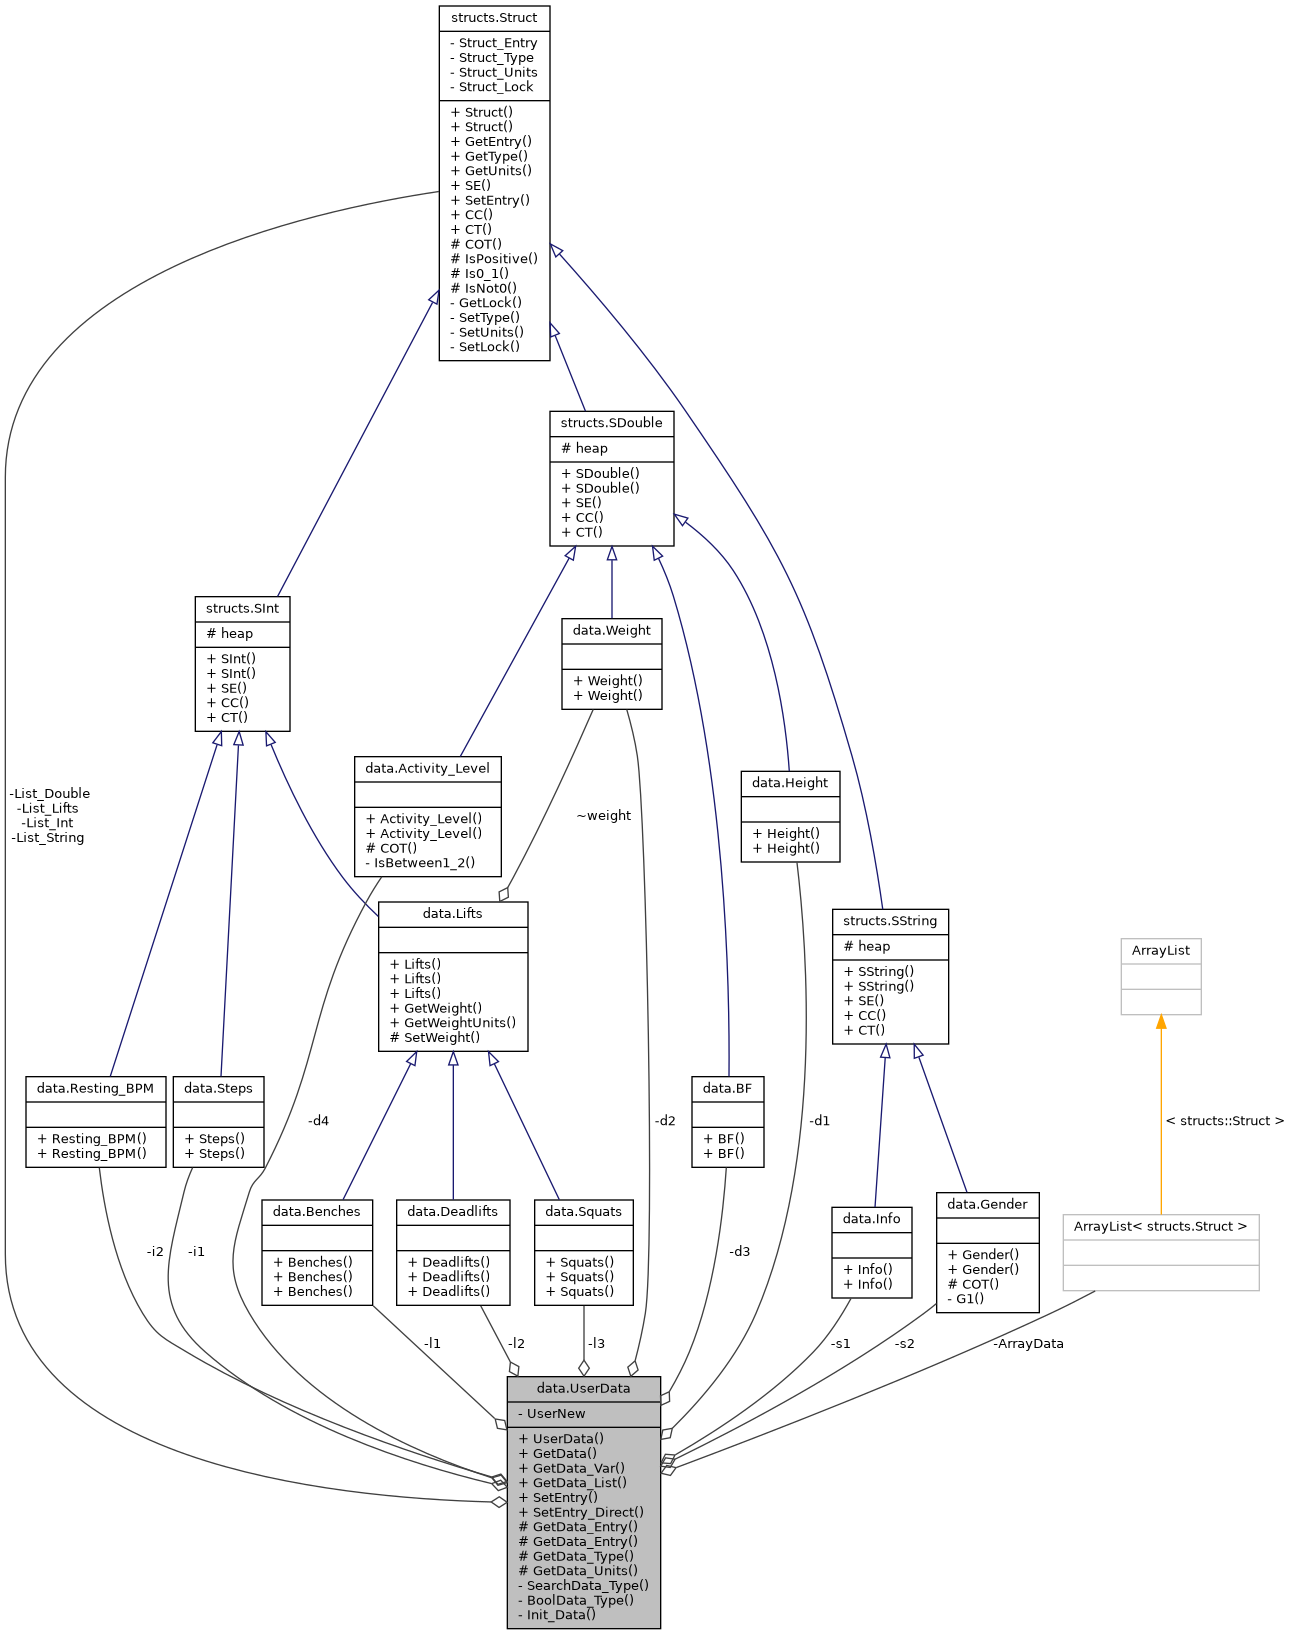 structs.Struct
- Struct_Entry
- Struct_Type
- Struct_Units
- Struct_Lock
+ Struct()
+ Struct()
+ GetEntry()
+ GetType()
+ GetUnits()
+ SE()
+ SetEntry()
+ CC()
+ CT()
# COT()
# IsPositive()
# Is0_1()
# IsNot0()
- GetLock()
- SetType()
- SetUnits()
- SetLock()
structs.SDouble
# heap
+ SDouble()
+ SDouble()
+ SE()
+ CC()
+ CT()
structs.SInt
# heap
+ SInt()
+ SInt()
+ SE()
+ CC()
+ CT()
data.Weight
+ Weight()
+ Weight()
data.Activity_Level
+ Activity_Level()
+ Activity_Level()
# COT()
- IsBetween1_2()
data.Height
+ Height()
+ Height()
-List_Double
-List_Lifts
-List_Int
-List_String
~weight
data.Lifts
+ Lifts()
+ Lifts()
+ Lifts()
+ GetWeight()
+ GetWeightUnits()
# SetWeight()
structs.SString
# heap
+ SString()
+ SString()
+ SE()
+ CC()
+ CT()
ArrayList
data.Resting_BPM
+ Resting_BPM()
+ Resting_BPM()
data.Steps
+ Steps()
+ Steps()
-d4
-d2
data.BF
+ BF()
+ BF()
-d1
< structs::Struct >
data.Benches
+ Benches()
+ Benches()
+ Benches()
data.Deadlifts
+ Deadlifts()
+ Deadlifts()
+ Deadlifts()
data.Squats
+ Squats()
+ Squats()
+ Squats()
data.Info
+ Info()
+ Info()
data.Gender
+ Gender()
+ Gender()
# COT()
- G1()
ArrayList< structs.Struct >
-i2
-i1
-d3
-l1
-l2
-l3
-s1
-s2
-ArrayData
data.UserData
- UserNew
+ UserData()
+ GetData()
+ GetData_Var()
+ GetData_List()
+ SetEntry()
+ SetEntry_Direct()
# GetData_Entry()
# GetData_Entry()
# GetData_Type()
# GetData_Units()
- SearchData_Type()
- BoolData_Type()
- Init_Data()